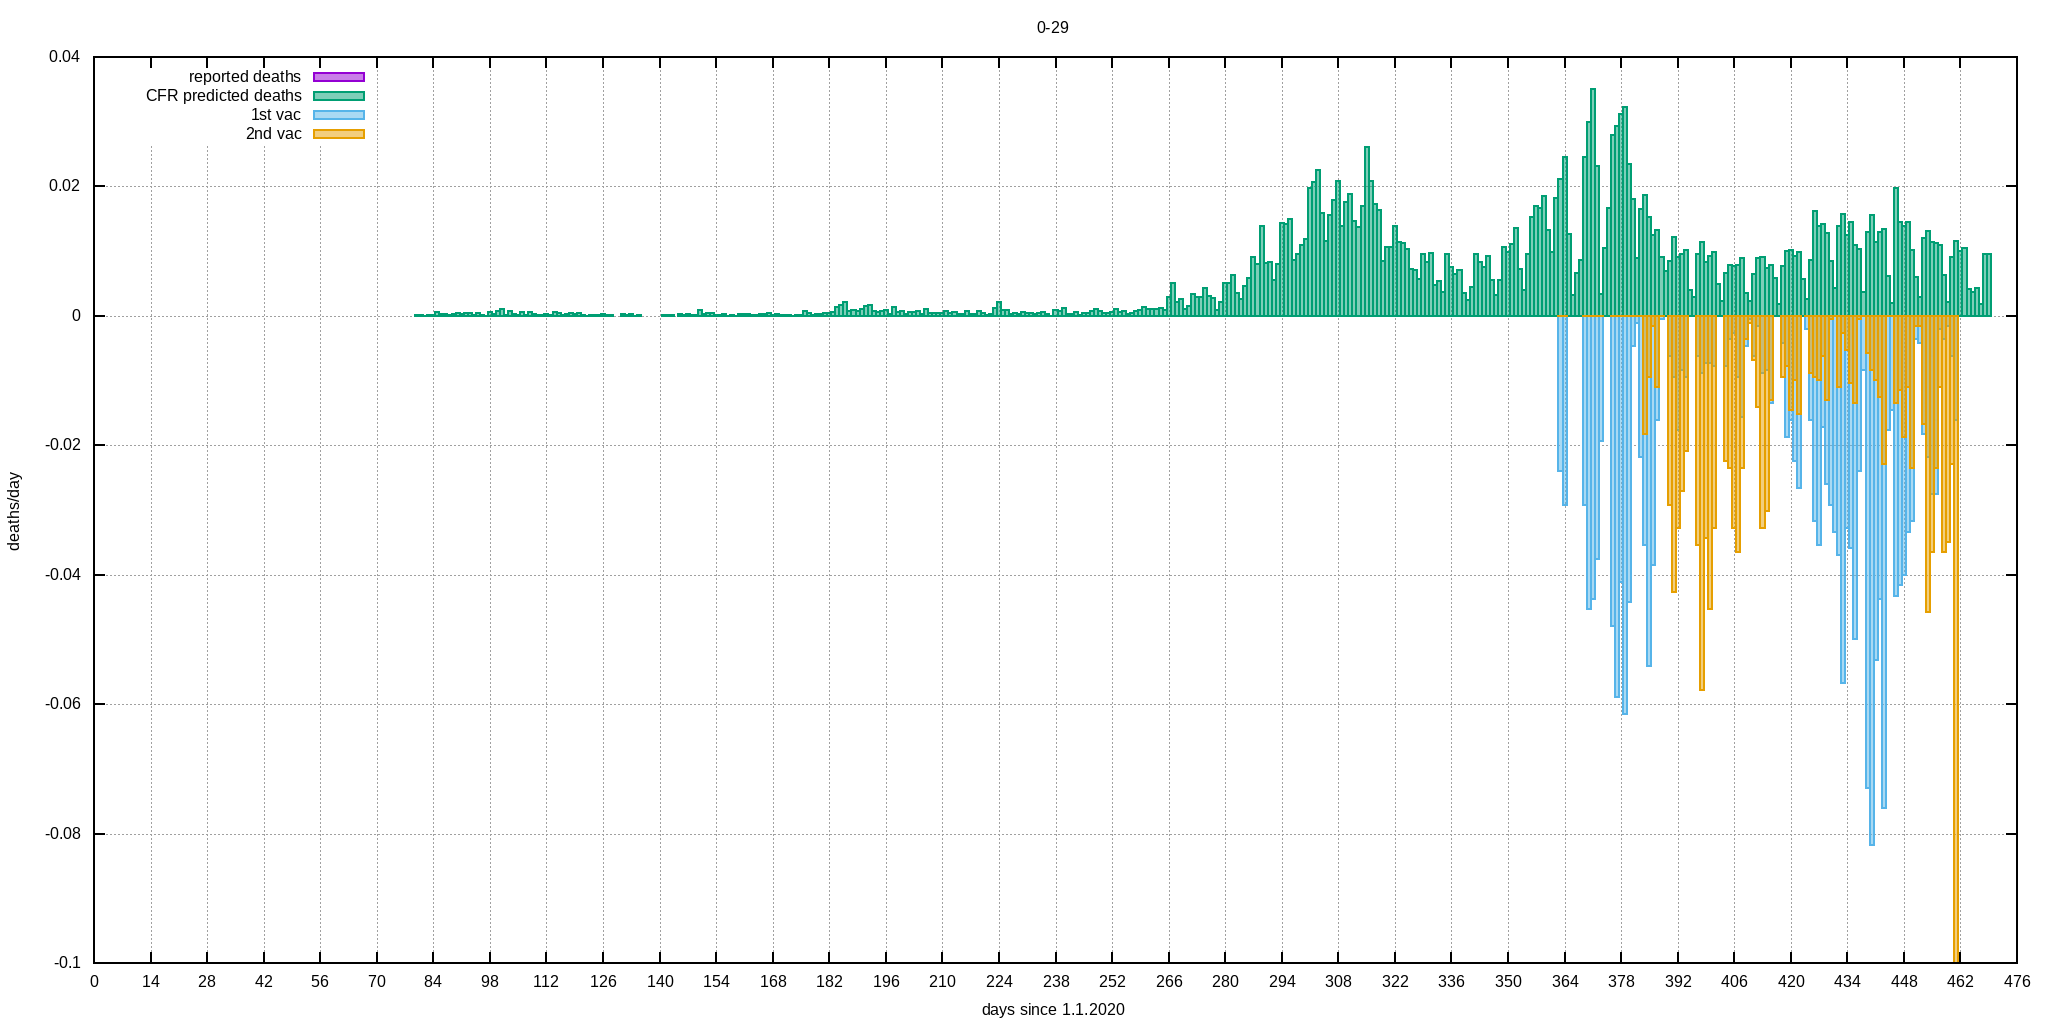 0-29
0.04
reported deaths
CFR predicted deaths
1st vac
2nd vac
0.02
0
-0.02
deaths/day
-0.04
-0.06
-0.08
-0.1
0 14 28 42 56 70 84 98 112 126 140 154 168 182 196 210 224 238 252 266 280 294 308 322 336 350 364 378 392 406 420 434 448 462 476
days since 1.1.2020